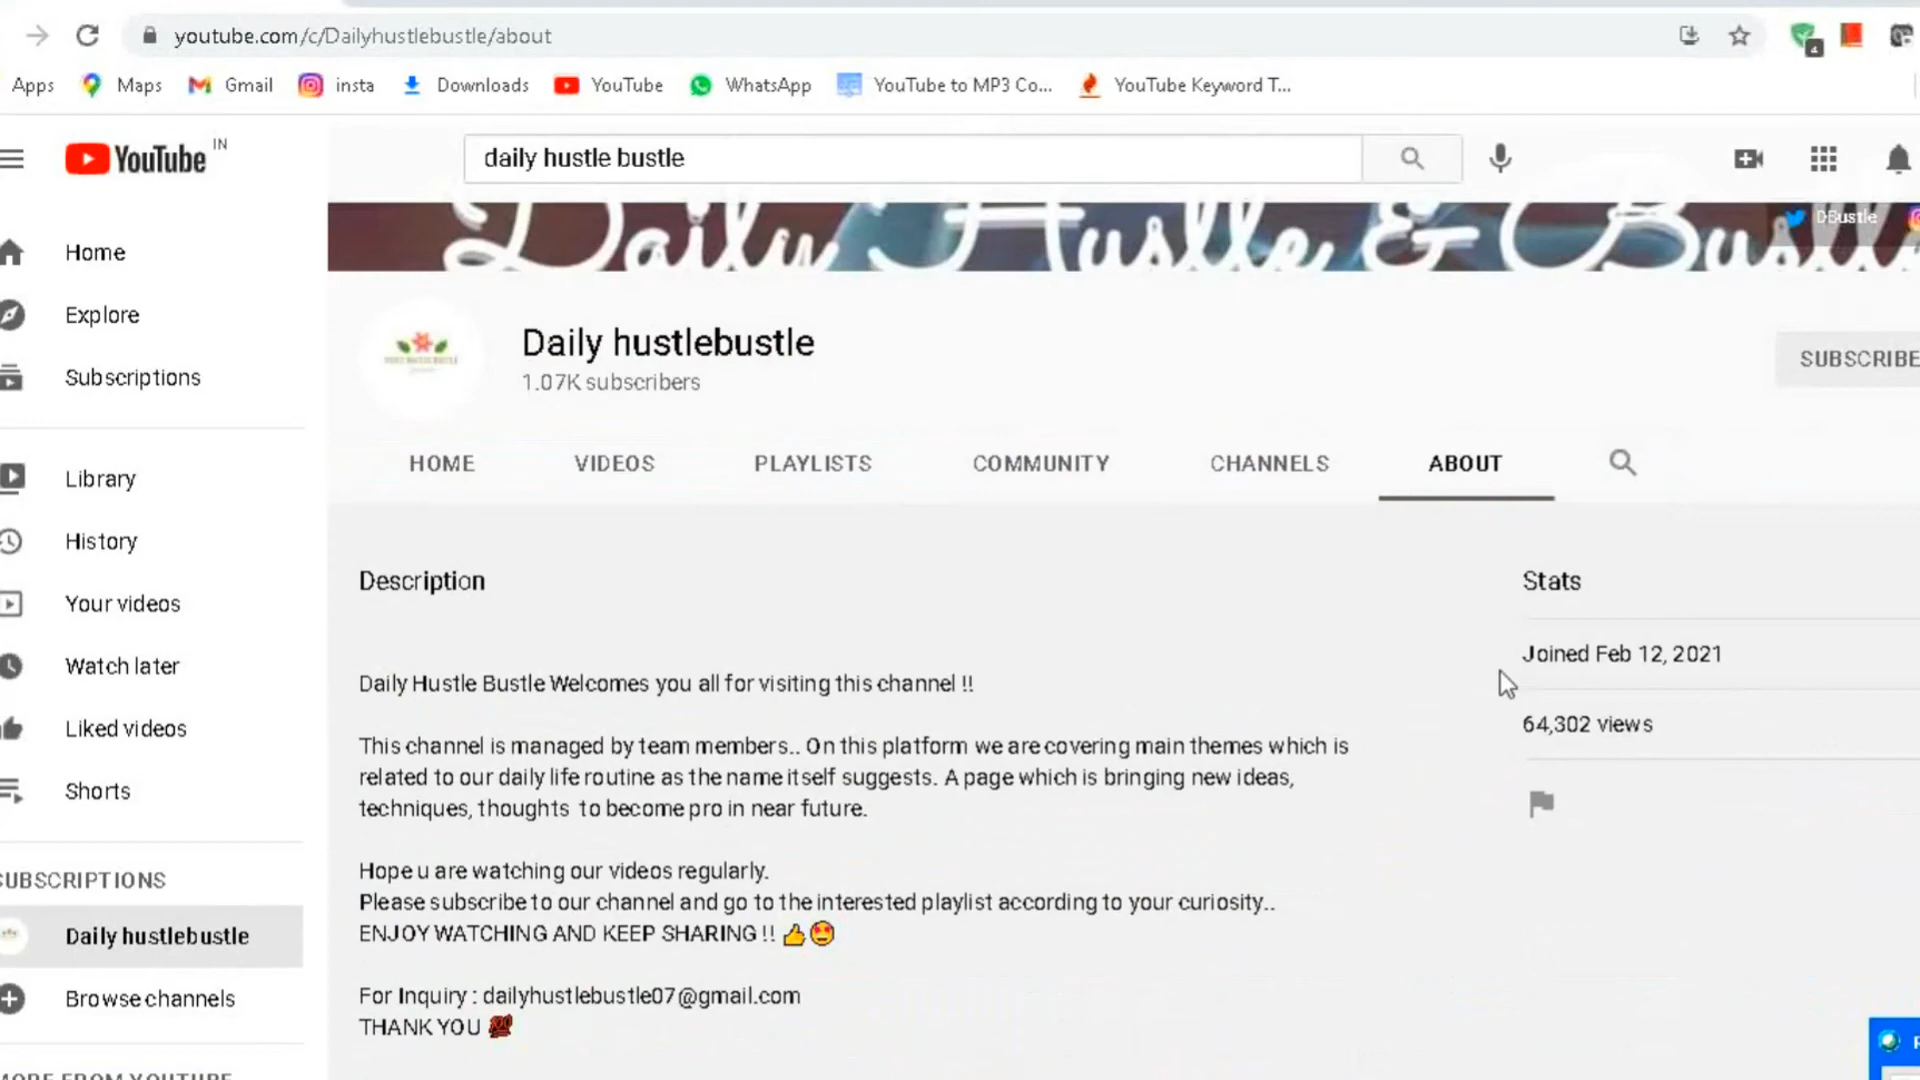 youtube.com/c/Dailyhustlebustle/about
Apps Maps Gmail insta Downloads YouTube WhatsApp YouTube to MP3 Co... YouTube Keyword T...
YouTube IN
daily hustle bustle
Daily Hustle & Bustle
DBustle
Home
Explore
Subscriptions
Library
History
Your videos
Watch later
Liked videos
Shorts
SUBSCRIPTIONS
Daily hustlebustle
Browse channels
MORE FROM YOUTUBE
Daily hustlebustle
1.07K subscribers
SUBSCRIBE
HOME VIDEOS PLAYLISTS COMMUNITY CHANNELS ABOUT
Description
Daily Hustle Bustle Welcomes you all for visiting this channel !!
This channel is managed by team members.. On this platform we are covering main themes which is
related to our daily life routine as the name itself suggests. A page which is bringing new ideas,
techniques, thoughts to become pro in near future.
Hope u are watching our videos regularly.
Please subscribe to our channel and go to the interested playlist according to your curiosity..
ENJOY WATCHING AND KEEP SHARING !! 👍😍
For Inquiry : dailyhustlebustle07@gmail.com
THANK YOU 💯
Stats
Joined Feb 12, 2021
64,302 views